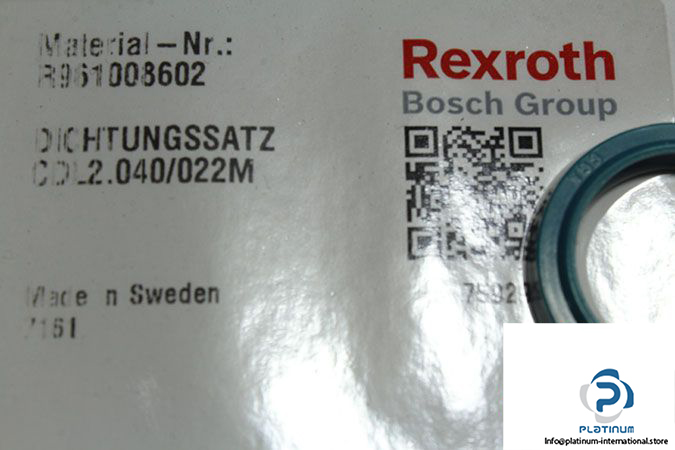 Material-Nr.:
R961008602
DICHTUNGSSATZ
CDL2.040/022M
Made in Sweden
Rexroth
Bosch Group
PLATINUM
Info@platinum-international.store